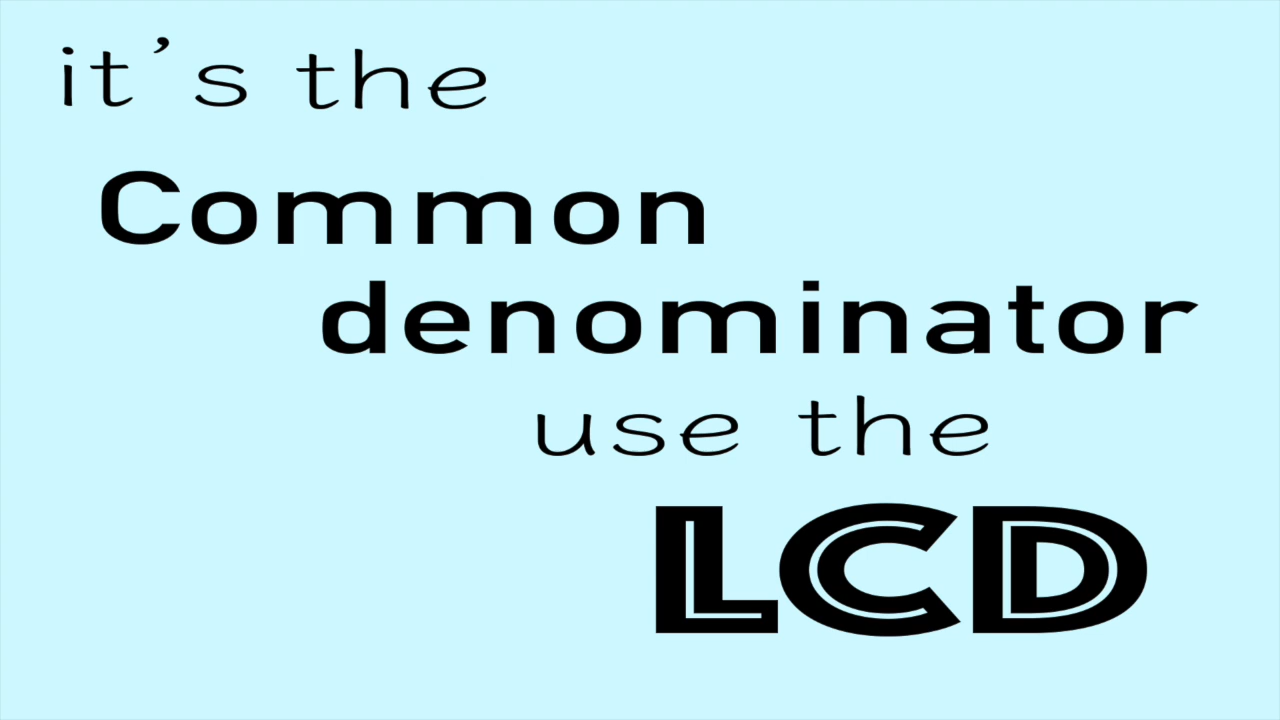 it's the
Common
denominator
use the
LCD